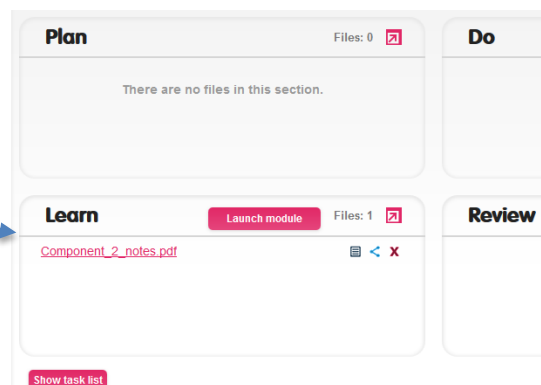 Plan Files: 0 Do
There are no files in this section.
Learn Launch module Files: 1 Review
Component_2_notes.pdf
Show task list